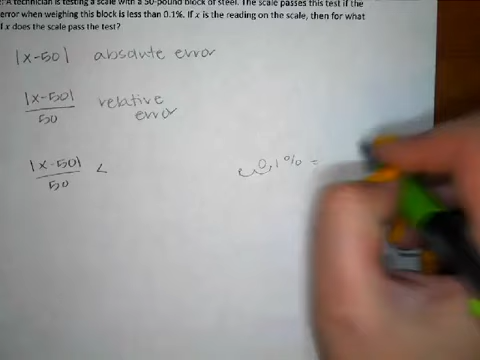 : A technician is testing a scale with a 50-pound block of steel. The scale passes this test if the
error when weighing this block is less than 0.1%. If x is the reading on the scale, then for what
x does the scale pass the test?
|x-50| absolute error
|x-50| / 50 relative error
|x-50| / 50 < 0.1% =